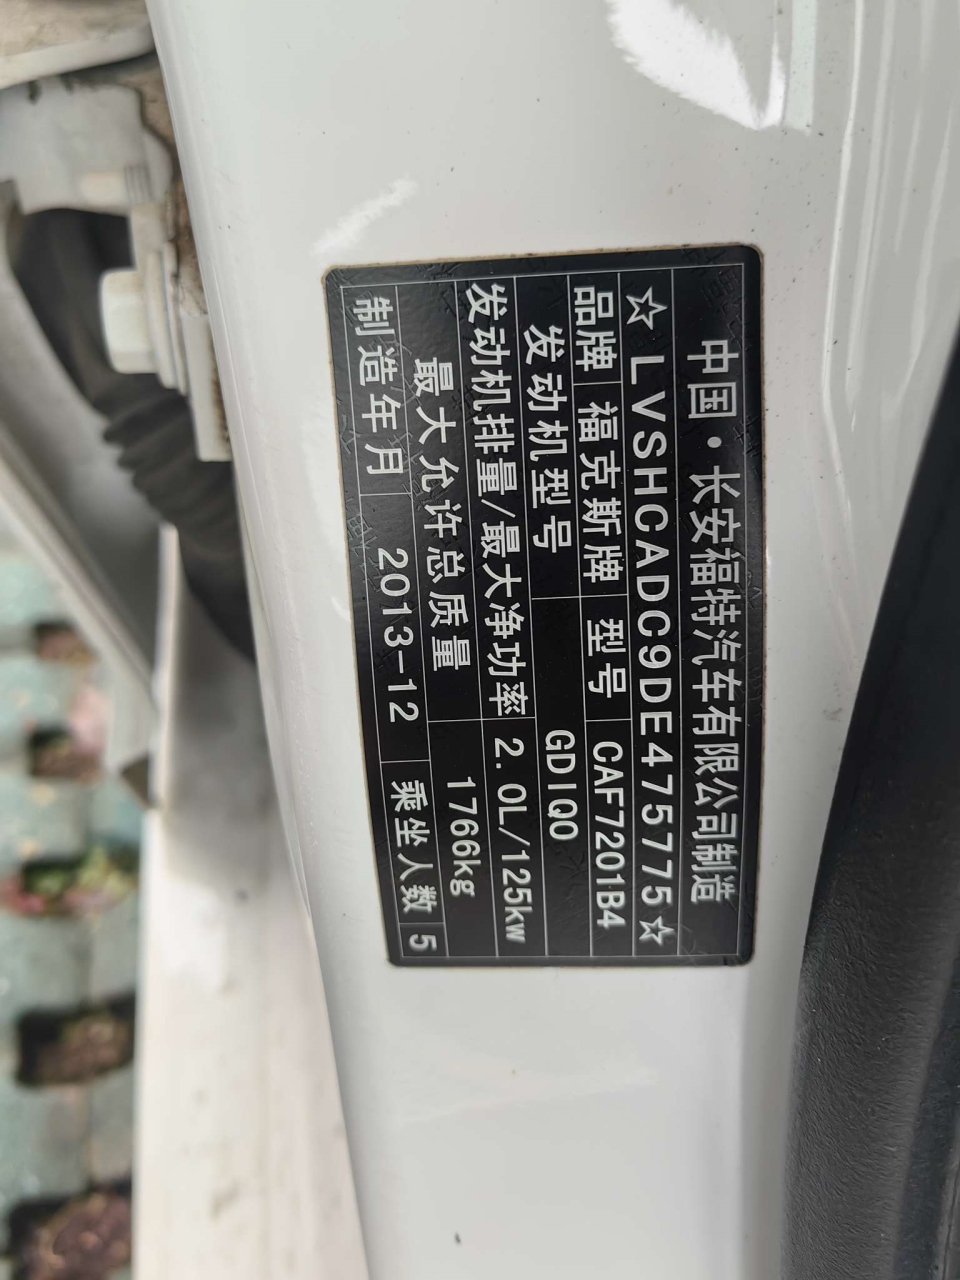 中国·长安福特汽车有限公司制造
☆LVSHCADC9DE475775☆
品牌 福克斯牌 型号 CAF7201B4
发动机型号 GDIQ0
发动机排量/最大净功率 2.0L/125kw
最大允许总质量 1766kg
制造年月 2013-12 乘坐人数 5